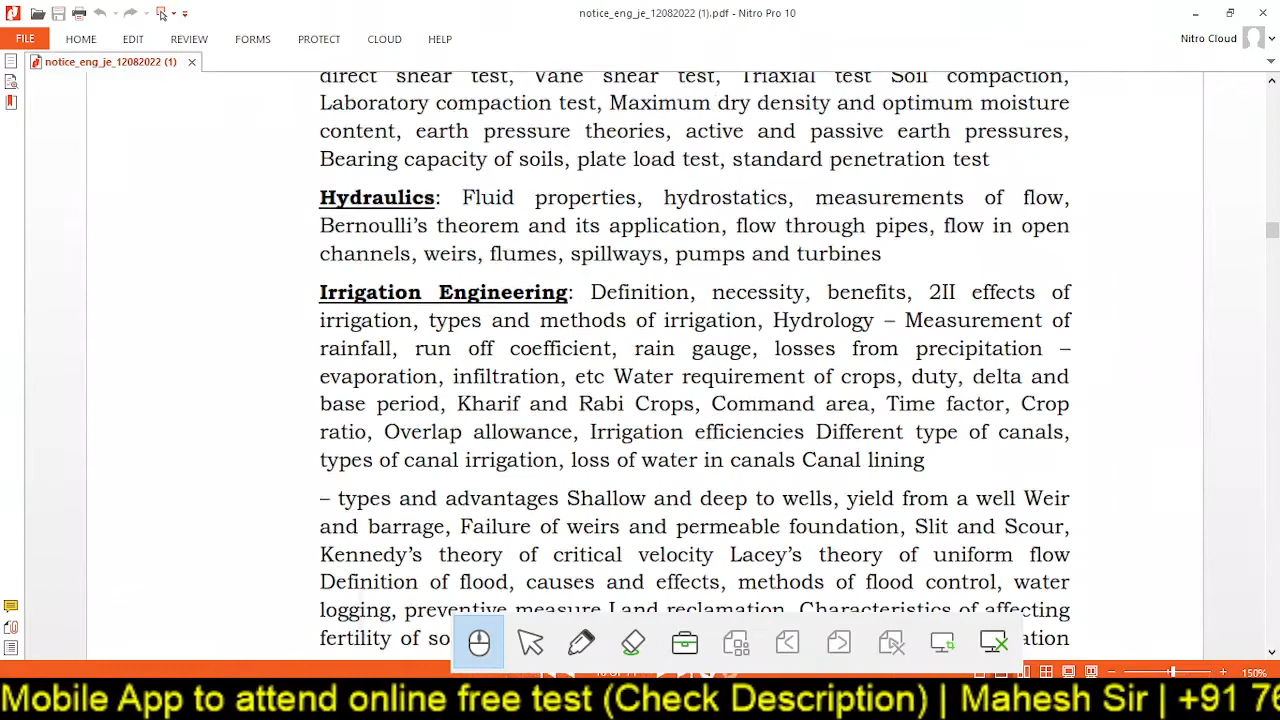 notice_eng_je_12082022 (1).pdf - Nitro Pro 10
FILE HOME EDIT REVIEW FORMS PROTECT CLOUD HELP Nitro Cloud
notice_eng_je_12082022 (1)
direct shear test, Vane shear test, Triaxial test Soil compaction,
Laboratory compaction test, Maximum dry density and optimum moisture
content, earth pressure theories, active and passive earth pressures,
Bearing capacity of soils, plate load test, standard penetration test
Hydraulics: Fluid properties, hydrostatics, measurements of flow,
Bernoulli's theorem and its application, flow through pipes, flow in open
channels, weirs, flumes, spillways, pumps and turbines
Irrigation Engineering: Definition, necessity, benefits, 2II effects of
irrigation, types and methods of irrigation, Hydrology – Measurement of
rainfall, run off coefficient, rain gauge, losses from precipitation –
evaporation, infiltration, etc Water requirement of crops, duty, delta and
base period, Kharif and Rabi Crops, Command area, Time factor, Crop
ratio, Overlap allowance, Irrigation efficiencies Different type of canals,
types of canal irrigation, loss of water in canals Canal lining
– types and advantages Shallow and deep to wells, yield from a well Weir
and barrage, Failure of weirs and permeable foundation, Slit and Scour,
Kennedy's theory of critical velocity Lacey's theory of uniform flow
Definition of flood, causes and effects, methods of flood control, water
logging, preventive measure Land reclamation, Characteristics of affecting
fertility of so
150%
Mobile App to attend online free test (Check Description) | Mahesh Sir | +91 76